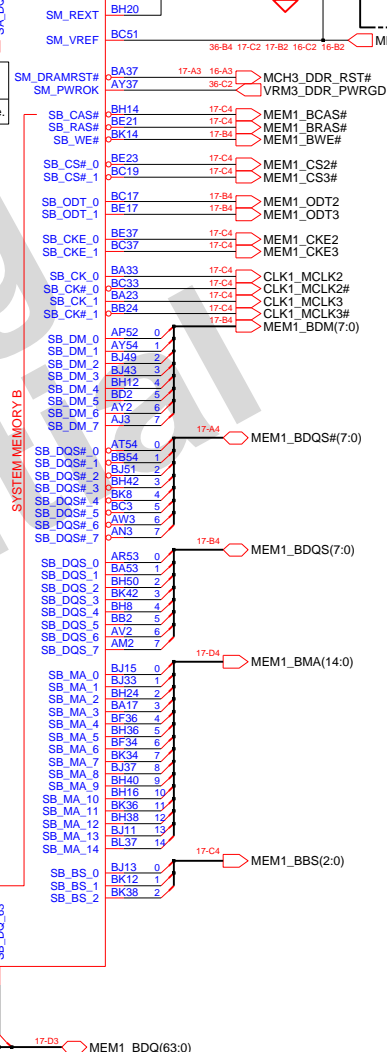 SM_REXT BH20
SM_VREF BC51
36-B4 17-C2 17-B2 16-C2 16-B2
SM_DRAMRST# BA37 17-A3 16-A3 MCH3_DDR_RST#
SM_PWROK AY37 36-C2 VRM3_DDR_PWRGD
SB_CAS# BH14 17-C4 MEM1_BCAS#
SB_RAS# BE21 17-C4 MEM1_BRAS#
SB_WE# BK14 17-B4 MEM1_BWE#
SB_CS#_0 BE23 17-C4 MEM1_CS2#
SB_CS#_1 BC19 17-C4 MEM1_CS3#
SB_ODT_0 BC17 17-B4 MEM1_ODT2
SB_ODT_1 BE17 17-B4 MEM1_ODT3
SB_CKE_0 BE37 17-C4 MEM1_CKE2
SB_CKE_1 BC37 17-C4 MEM1_CKE3
SB_CK_0 BA33 17-C4 CLK1_MCLK2
SB_CK#_0 BC33 17-C4 CLK1_MCLK2#
SB_CK_1 BA23 17-C4 CLK1_MCLK3
SB_CK#_1 BB24 17-C4 CLK1_MCLK3#
17-B4 MEM1_BDM(7:0)
SB_DM_0 AP52 0
SB_DM_1 AY54 1
SB_DM_2 BJ49 2
SB_DM_3 BJ43 3
SB_DM_4 BH12 4
SB_DM_5 BD2 5
SB_DM_6 AY2 6
SB_DM_7 AJ3 7
SYSTEM MEMORY B
17-A4 MEM1_BDQS#(7:0)
SB_DQS#_0 AT54 0
SB_DQS#_1 BB54 1
SB_DQS#_2 BJ51 2
SB_DQS#_3 BH42 3
SB_DQS#_4 BK8 4
SB_DQS#_5 BC3 5
SB_DQS#_6 AW3 6
SB_DQS#_7 AN3 7
17-B4 MEM1_BDQS(7:0)
SB_DQS_0 AR53 0
SB_DQS_1 BA53 1
SB_DQS_2 BH50 2
SB_DQS_3 BK42 3
SB_DQS_4 BH8 4
SB_DQS_5 BB2 5
SB_DQS_6 AV2 6
SB_DQS_7 AM2 7
17-D4 MEM1_BMA(14:0)
SB_MA_0 BJ15 0
SB_MA_1 BJ33 1
SB_MA_2 BH24 2
SB_MA_3 BA17 3
SB_MA_4 BF36 4
SB_MA_5 BH36 5
SB_MA_6 BF34 6
SB_MA_7 BK34 7
SB_MA_8 BJ37 8
SB_MA_9 BH40 9
SB_MA_10 BH16 10
SB_MA_11 BK36 11
SB_MA_12 BH38 12
SB_MA_13 BJ11 13
SB_MA_14 BL37 14
17-C4 MEM1_BBS(2:0)
SB_BS_0 BJ13 0
SB_BS_1 BK12 1
SB_BS_2 BK38 2
17-D3 MEM1_BDQ(63:0)